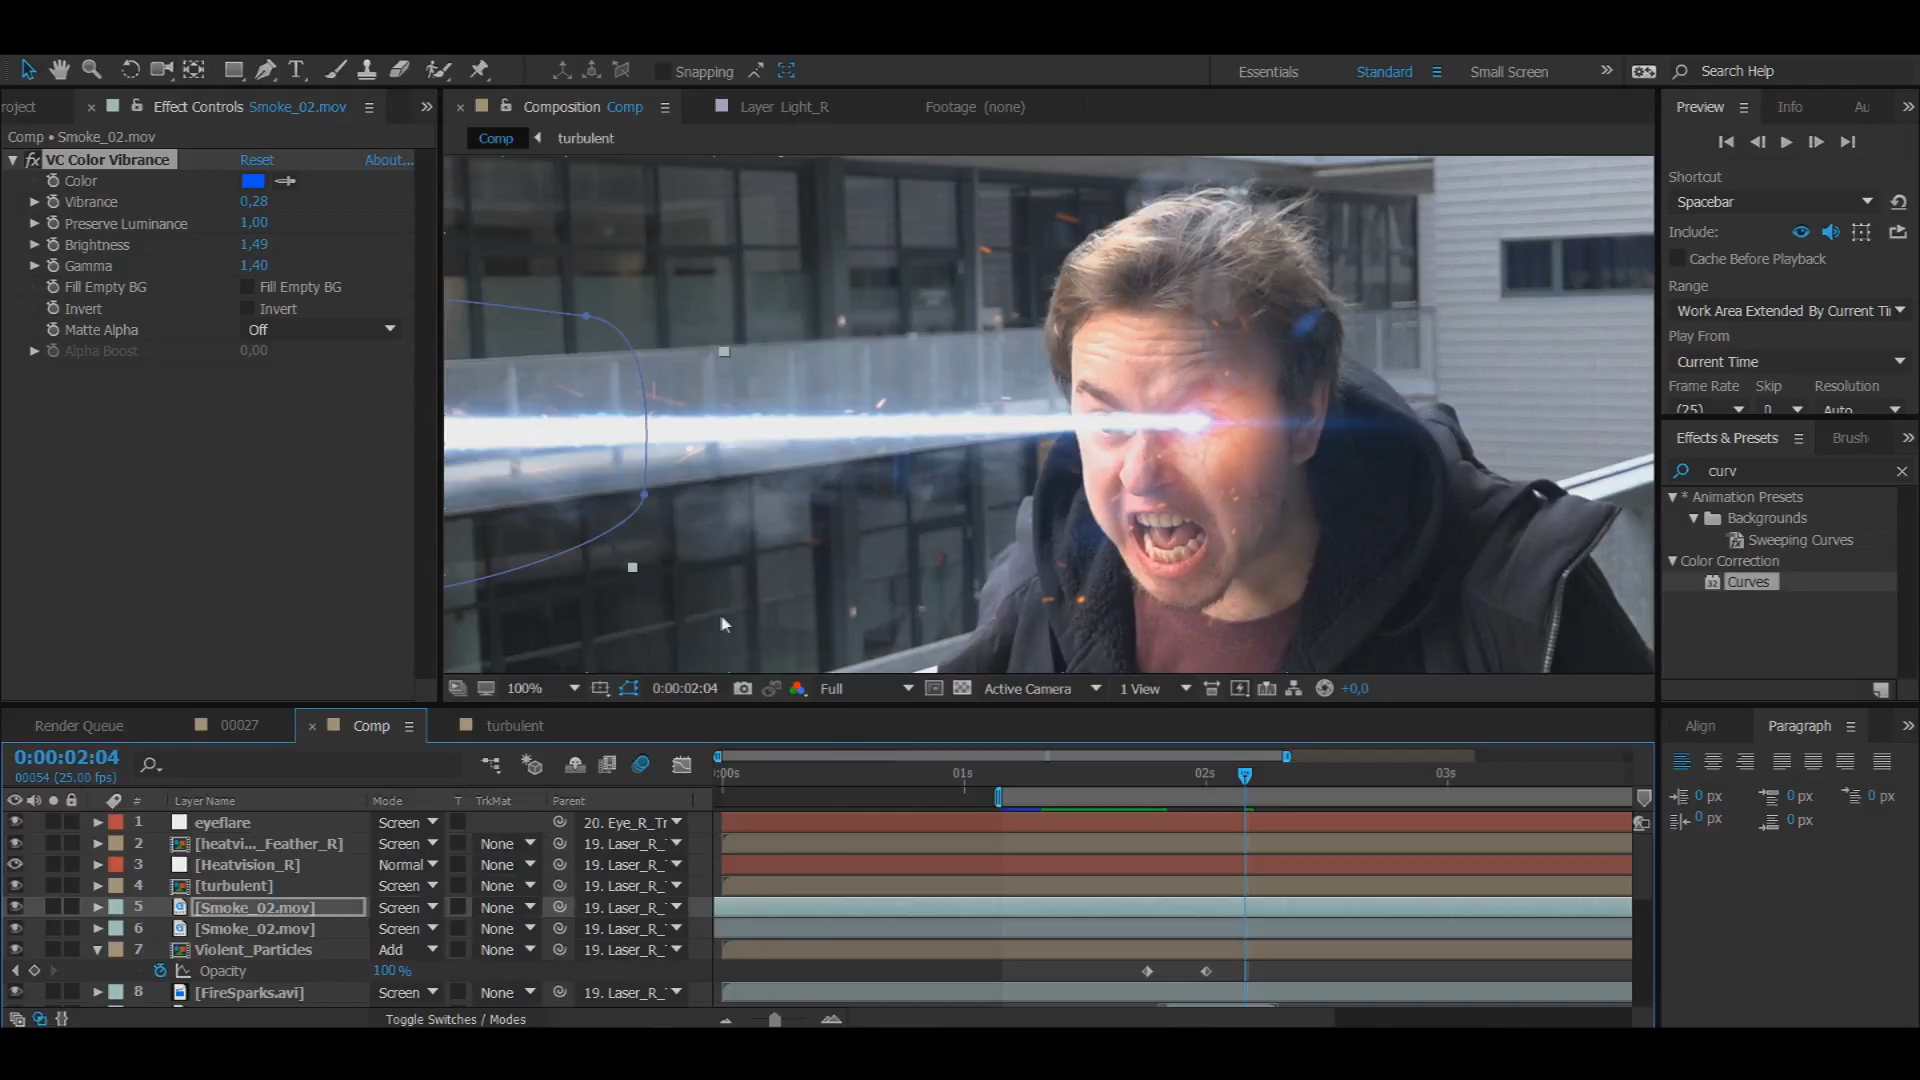 Snapping
Essentials
Standard
Small Screen
Search Help
roject
Effect Controls Smoke_02.mov
Composition Comp
Layer Light_R
Footage (none)
Preview
Info
Au
Comp • Smoke_02.mov
Comp
turbulent
fx VC Color Vibrance
Reset
About...
Color
Vibrance
0,28
Preserve Luminance
1,00
Brightness
1,49
Gamma
1,40
Fill Empty BG
Fill Empty BG
Invert
Invert
Matte Alpha
Off
Alpha Boost
0,00
Shortcut
Spacebar
Include:
Cache Before Playback
Range
Work Area Extended By Current Ti
Play From
Current Time
Frame Rate
Skip
Resolution
(25)
0
Auto
Effects & Presets
Brush
curv
* Animation Presets
Backgrounds
Sweeping Curves
Color Correction
32
Curves
100%
0:00:02:04
Full
Active Camera
1 View
+0,0
Render Queue
00027
Comp
turbulent
Align
Paragraph
0:00:02:04
00054 (25.00 fps)
:00s
01s
02s
03s
#
Layer Name
Mode
T
TrkMat
Parent
0 px
0 px
0 px
0 px
0 px
1
eyeflare
Screen
20. Eye_R_Tr
2
[heatvi..._Feather_R]
Screen
None
19. Laser_R_
3
[Heatvision_R]
Normal
None
19. Laser_R_
4
[turbulent]
Screen
None
19. Laser_R_
5
[Smoke_02.mov]
Screen
None
19. Laser_R_
6
[Smoke_02.mov]
Screen
None
19. Laser_R_
7
Violent_Particles
Add
None
19. Laser_R_
Opacity
100 %
8
[FireSparks.avi]
Screen
None
19. Laser_R_
Toggle Switches / Modes